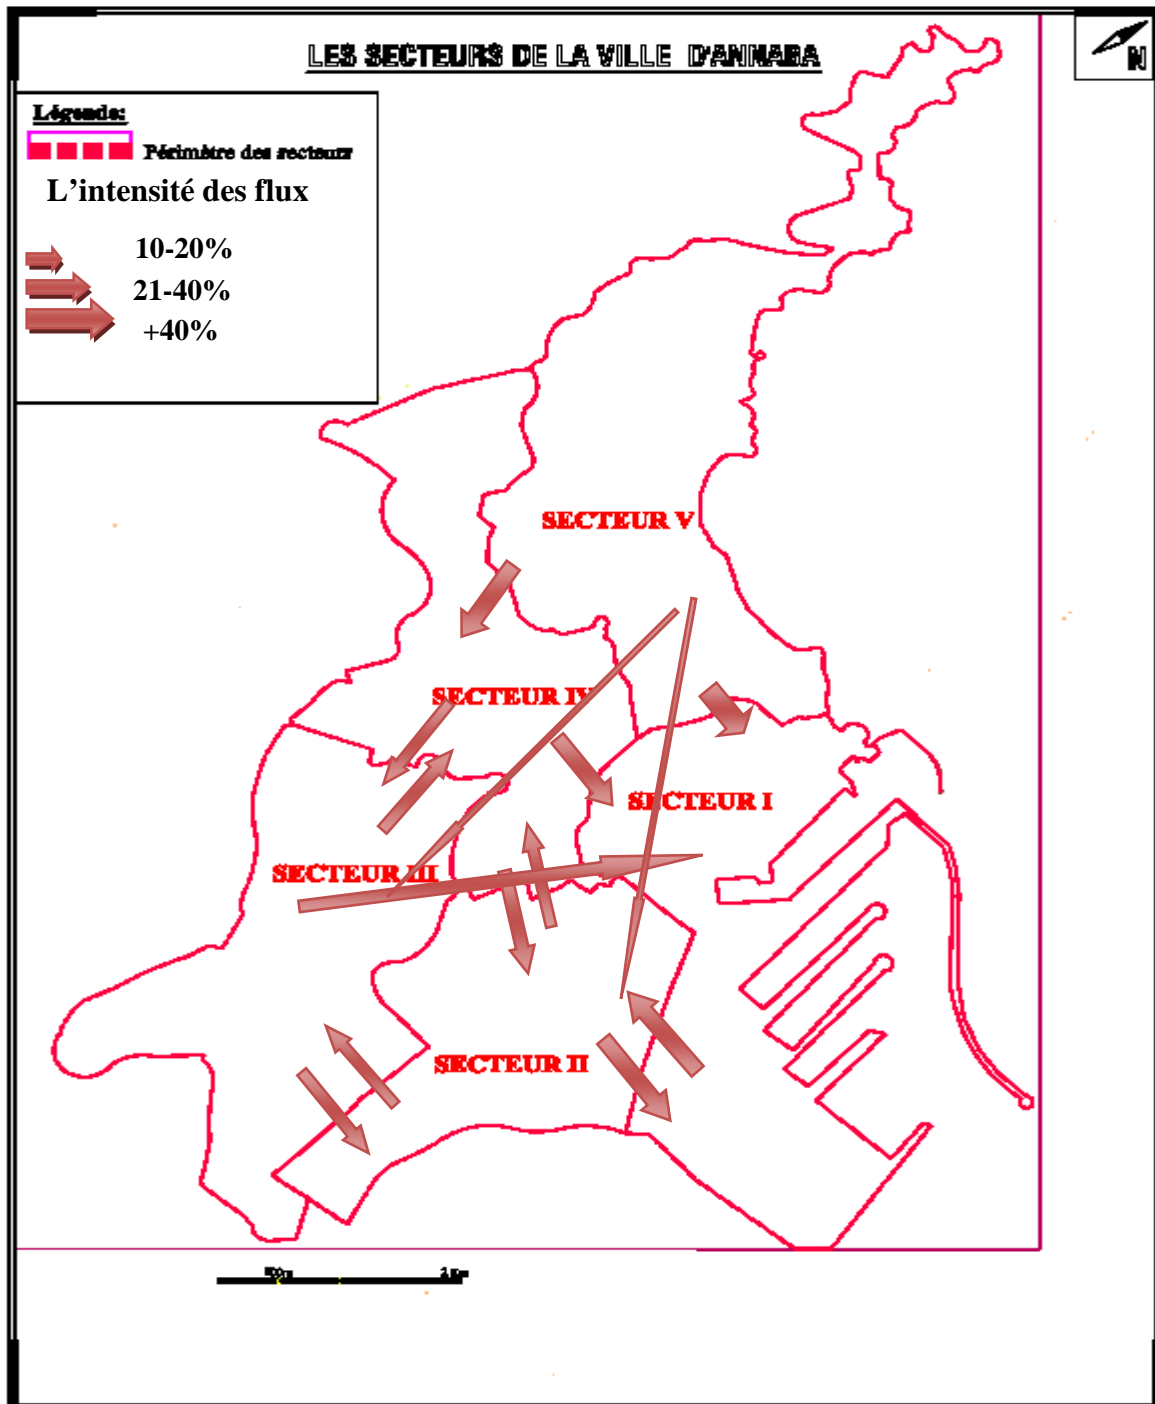 LES SECTEURS DE LA VILLE D'ANNABA
N
Légende:
Périmètre des secteurs
L'intensité des flux
10-20%
21-40%
+40%
SECTEUR V
SECTEUR IV
SECTEUR I
SECTEUR III
SECTEUR II